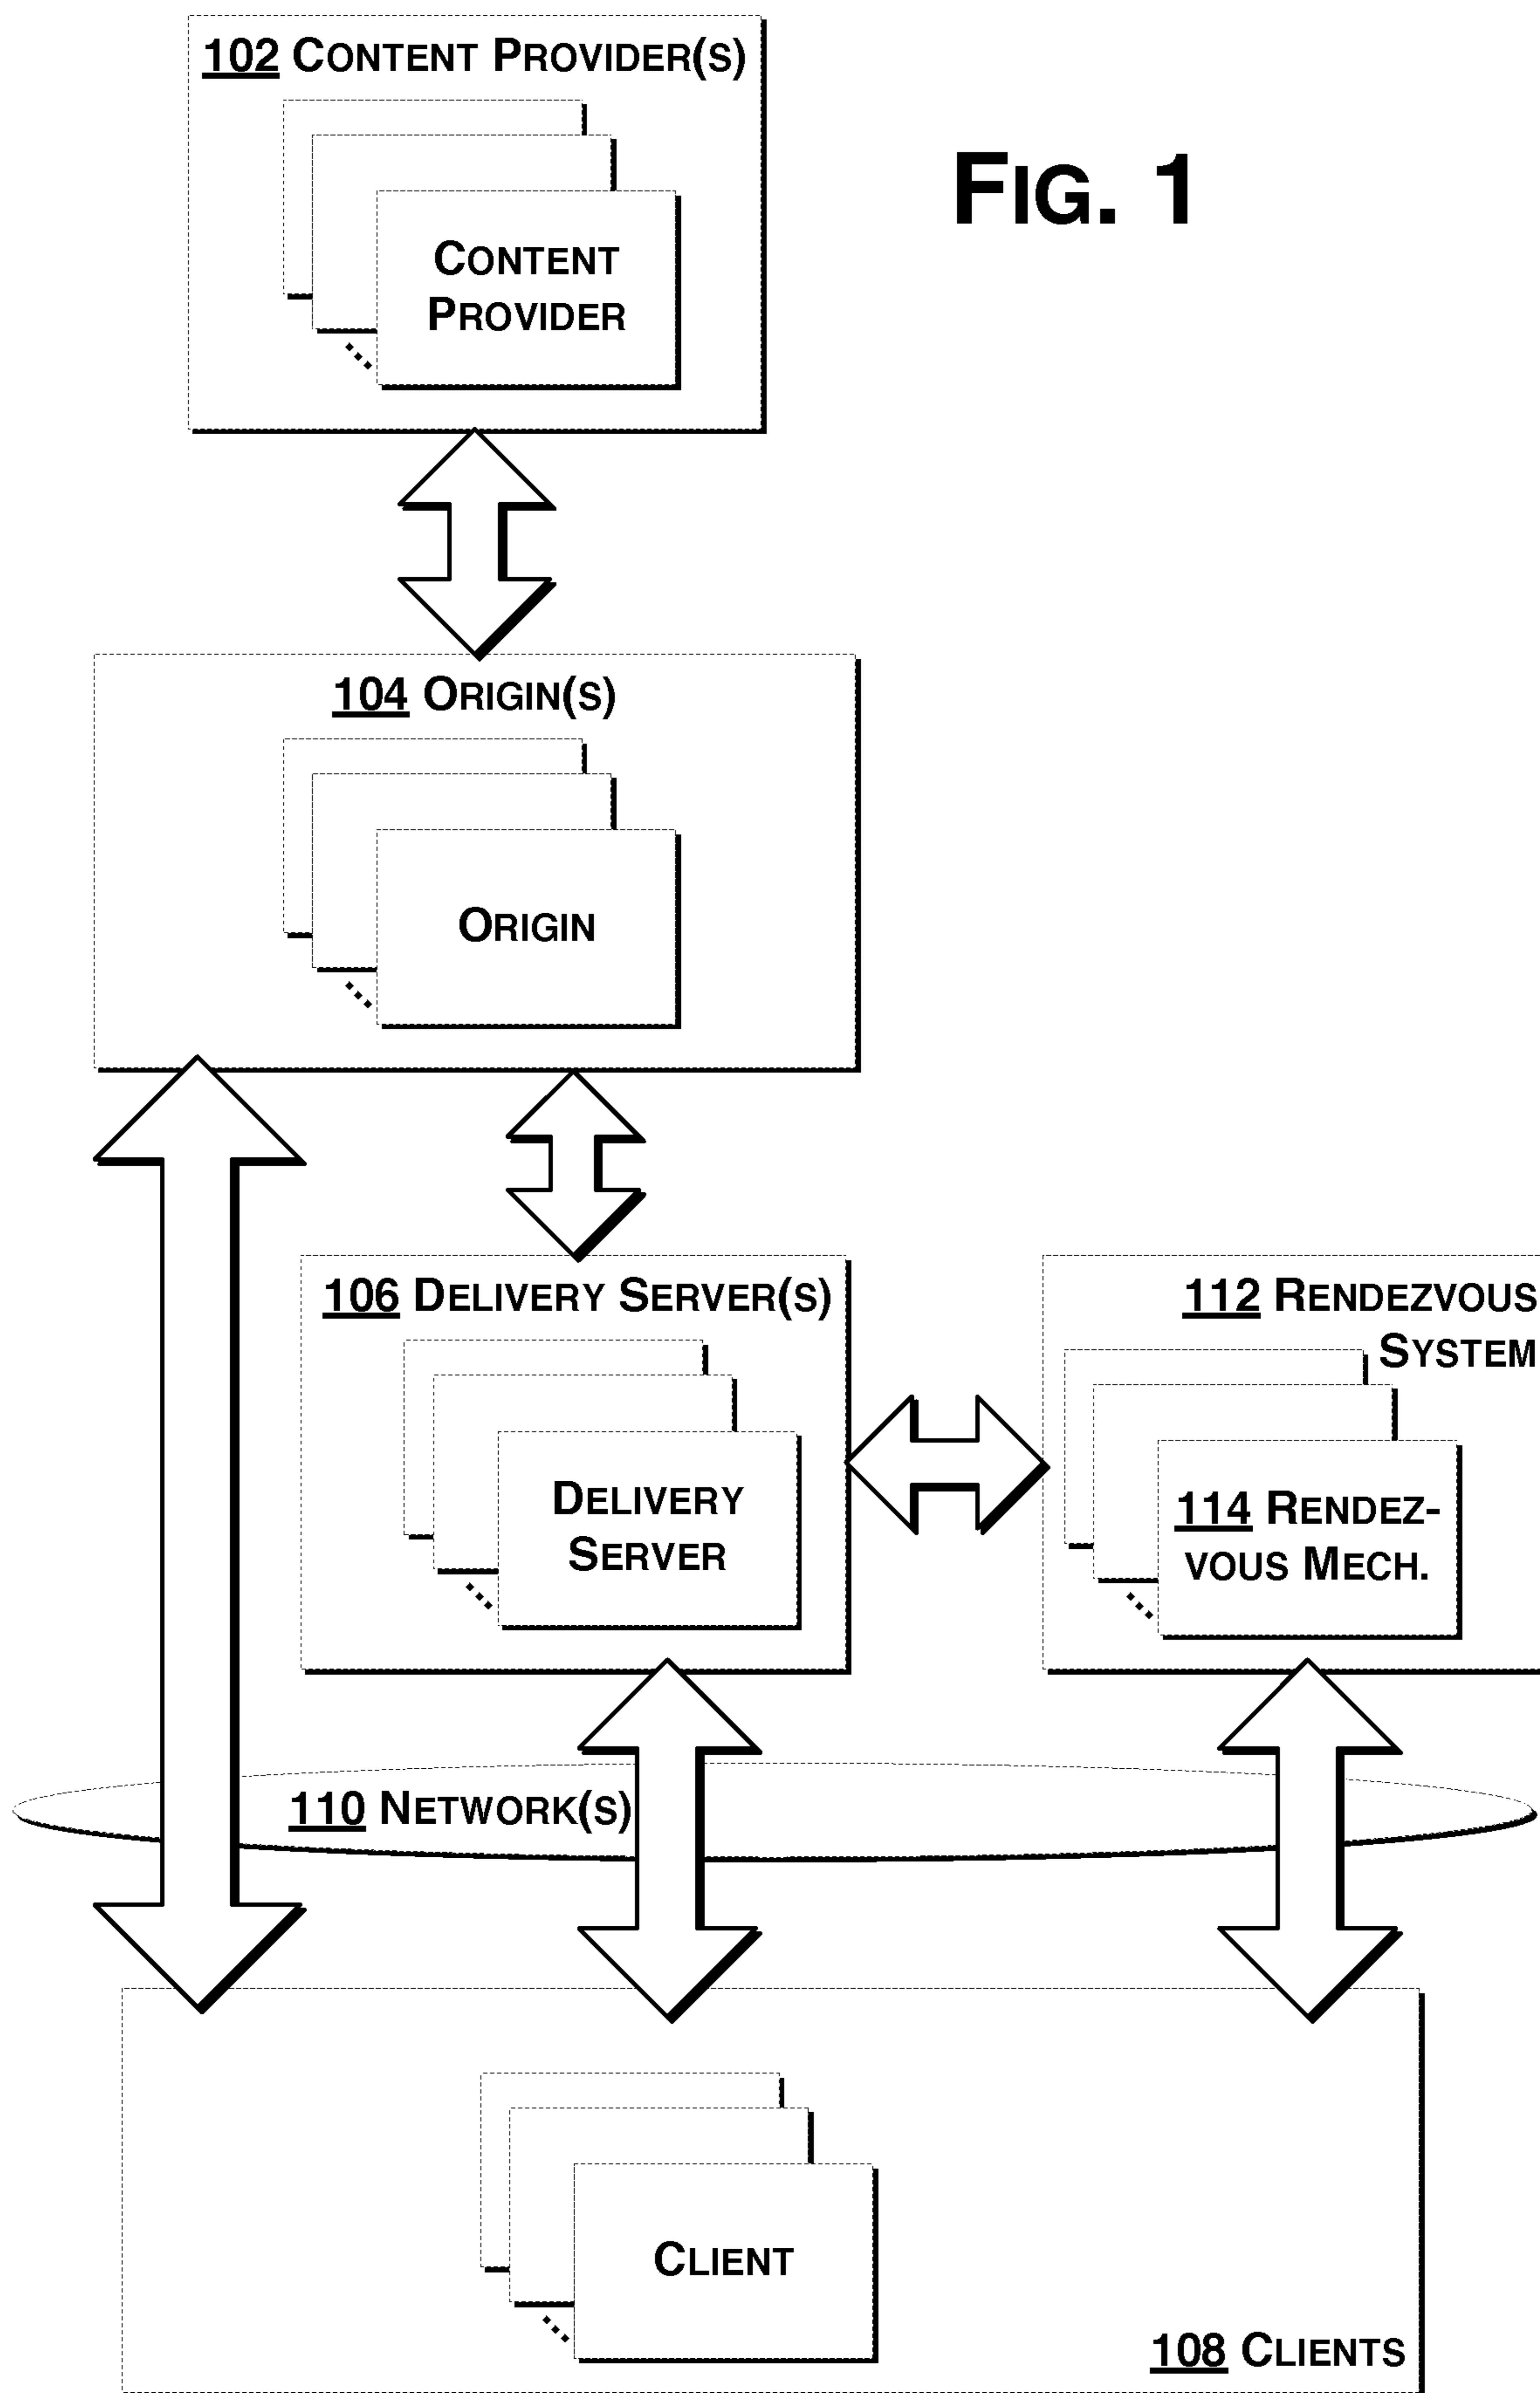 102 CONTENT PROVIDER(S)
FIG. 1
CONTENT
PROVIDER
104 ORIGIN(S)
ORIGIN
106 DELIVERY SERVER(S)
112 RENDEZVOUS
SYSTEM
DELIVERY
SERVER
114 RENDEZ-
VOUS MECH.
110 NETWORK(S)
CLIENT
108 CLIENTS